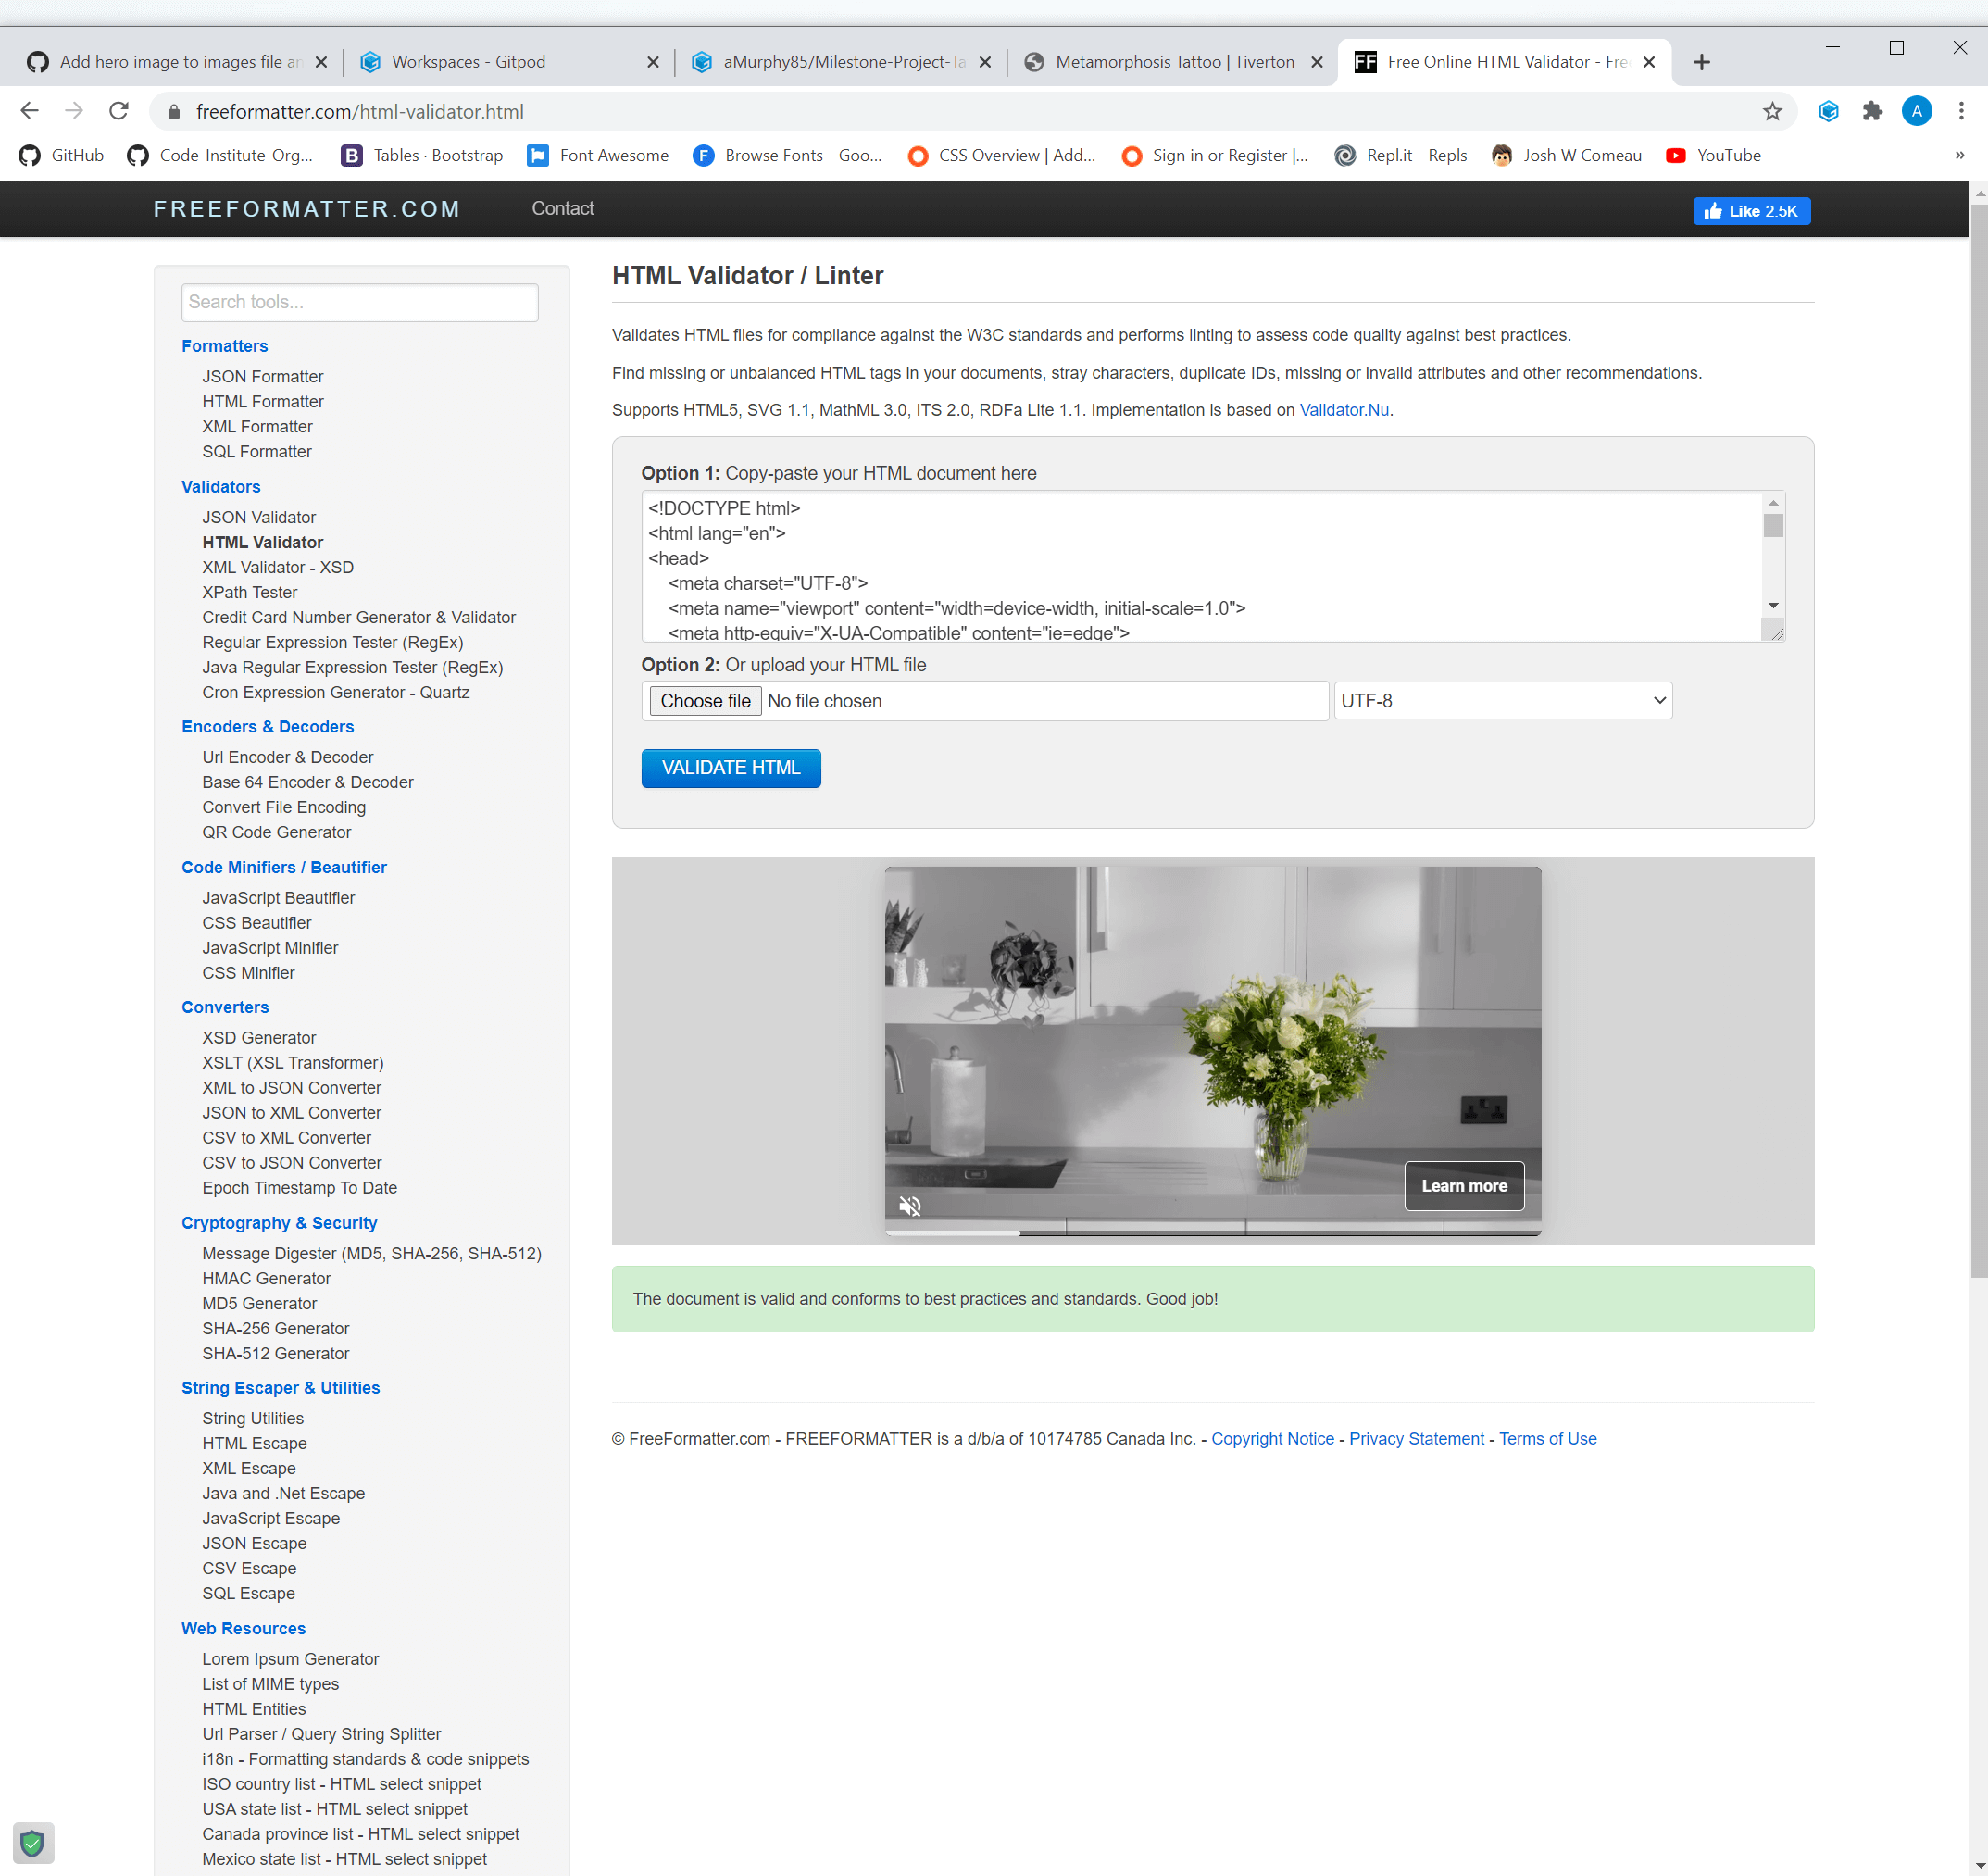 Add hero image to images file an
Workspaces - Gitpod
aMurphy85/Milestone-Project-Ta
Metamorphosis Tattoo | Tiverton
FF
Free Online HTML Validator - Fre
freeformatter.com/html-validator.html
A
GitHub
Code-Institute-Org...
B
Tables · Bootstrap
Font Awesome
F
Browse Fonts - Goo...
CSS Overview | Add...
Sign in or Register |...
Repl.it - Repls
Josh W Comeau
YouTube
»
FREEFORMATTER.COM
Contact
Like 2.5K
Search tools...
Formatters
JSON Formatter
HTML Formatter
XML Formatter
SQL Formatter
Validators
JSON Validator
HTML Validator
XML Validator - XSD
XPath Tester
Credit Card Number Generator & Validator
Regular Expression Tester (RegEx)
Java Regular Expression Tester (RegEx)
Cron Expression Generator - Quartz
Encoders & Decoders
Url Encoder & Decoder
Base 64 Encoder & Decoder
Convert File Encoding
QR Code Generator
Code Minifiers / Beautifier
JavaScript Beautifier
CSS Beautifier
JavaScript Minifier
CSS Minifier
Converters
XSD Generator
XSLT (XSL Transformer)
XML to JSON Converter
JSON to XML Converter
CSV to XML Converter
CSV to JSON Converter
Epoch Timestamp To Date
Cryptography & Security
Message Digester (MD5, SHA-256, SHA-512)
HMAC Generator
MD5 Generator
SHA-256 Generator
SHA-512 Generator
String Escaper & Utilities
String Utilities
HTML Escape
XML Escape
Java and .Net Escape
JavaScript Escape
JSON Escape
CSV Escape
SQL Escape
Web Resources
Lorem Ipsum Generator
List of MIME types
HTML Entities
Url Parser / Query String Splitter
i18n - Formatting standards & code snippets
ISO country list - HTML select snippet
USA state list - HTML select snippet
Canada province list - HTML select snippet
Mexico state list - HTML select snippet
HTML Validator / Linter
Validates HTML files for compliance against the W3C standards and performs linting to assess code quality against best practices.
Find missing or unbalanced HTML tags in your documents, stray characters, duplicate IDs, missing or invalid attributes and other recommendations.
Supports HTML5, SVG 1.1, MathML 3.0, ITS 2.0, RDFa Lite 1.1. Implementation is based on Validator.Nu.
Option 1: Copy-paste your HTML document here
<!DOCTYPE html>
<html lang="en">
<head>
<meta charset="UTF-8">
<meta name="viewport" content="width=device-width, initial-scale=1.0">
<meta http-equiv="X-UA-Compatible" content="ie=edge">
Option 2: Or upload your HTML file
Choose file No file chosen
UTF-8
VALIDATE HTML
Learn more
The document is valid and conforms to best practices and standards. Good job!
© FreeFormatter.com - FREEFORMATTER is a d/b/a of 10174785 Canada Inc. - Copyright Notice - Privacy Statement - Terms of Use